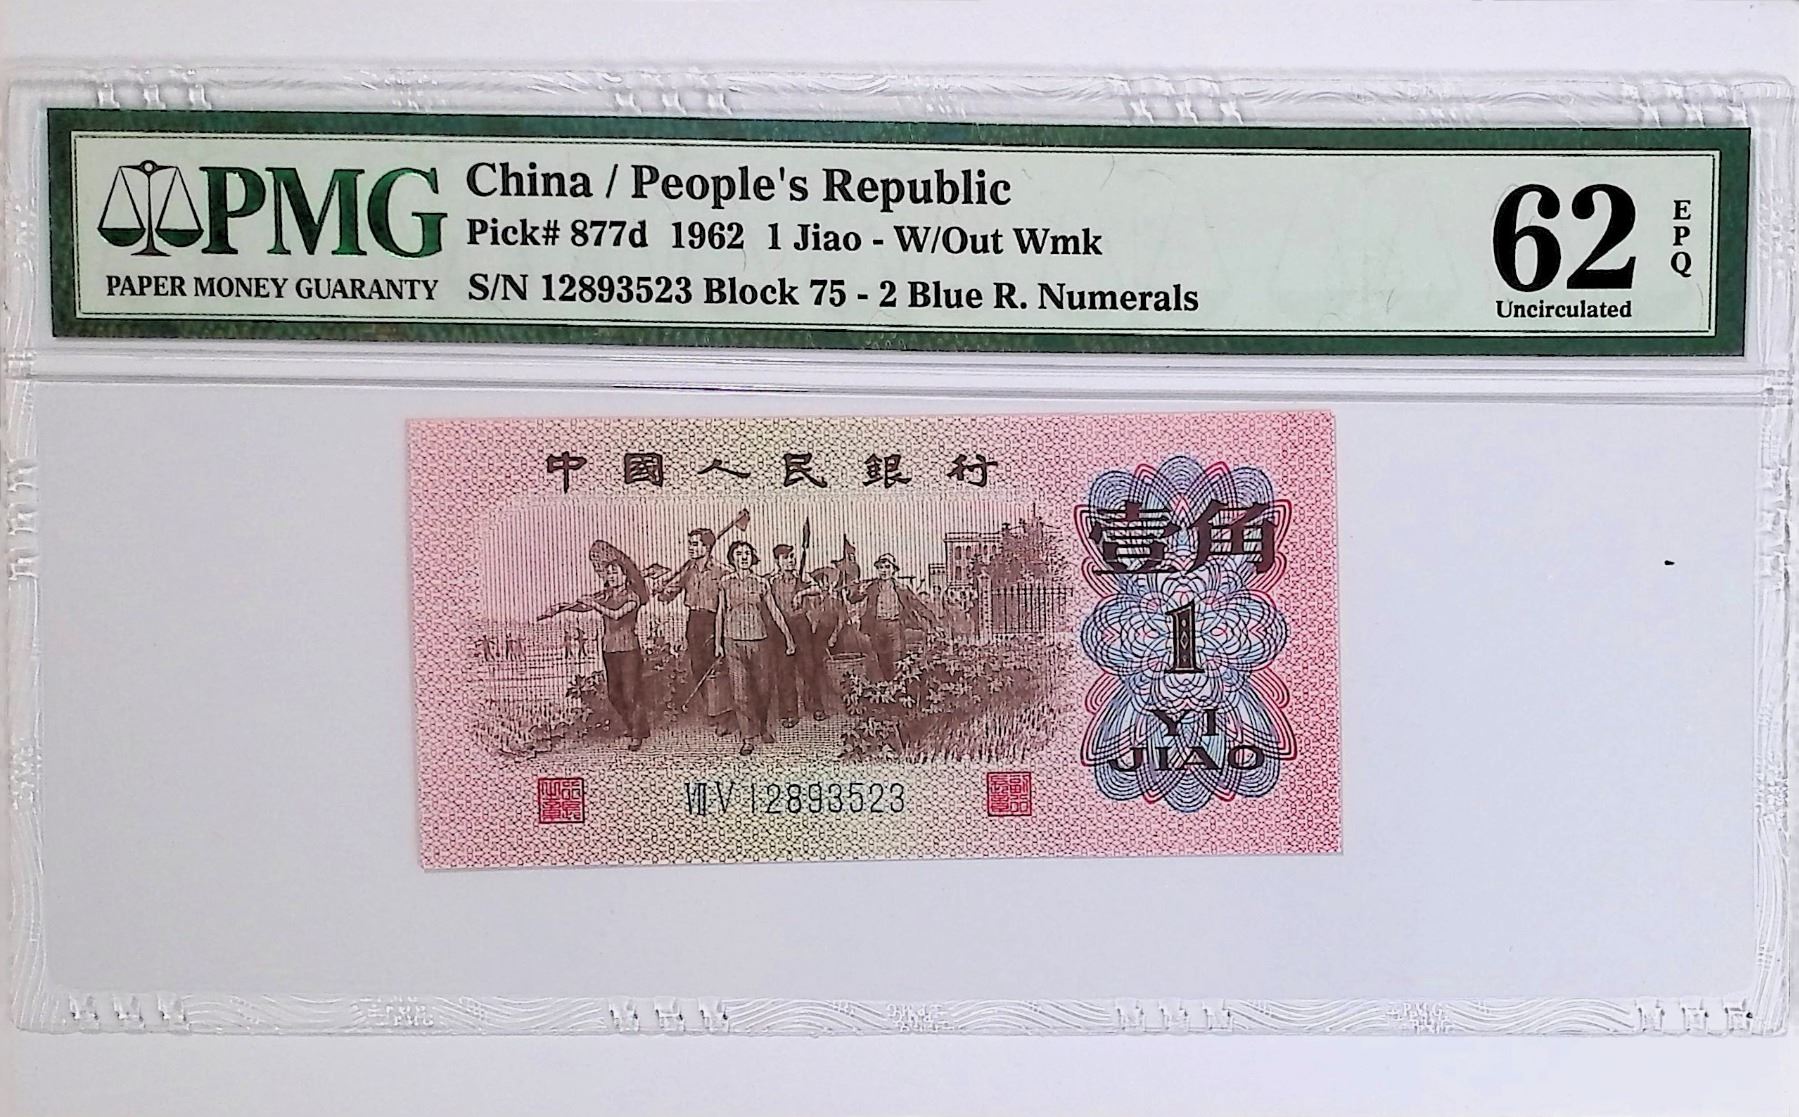 PMG
PAPER MONEY GUARANTY
China / People's Republic
Pick# 877d 1962 1 Jiao - W/Out Wmk
S/N 12893523 Block 75 - 2 Blue R. Numerals
62
Uncirculated
EPQ
中國人民銀行
壹角
1
YI
JIAO
ⅦⅤ 12893523